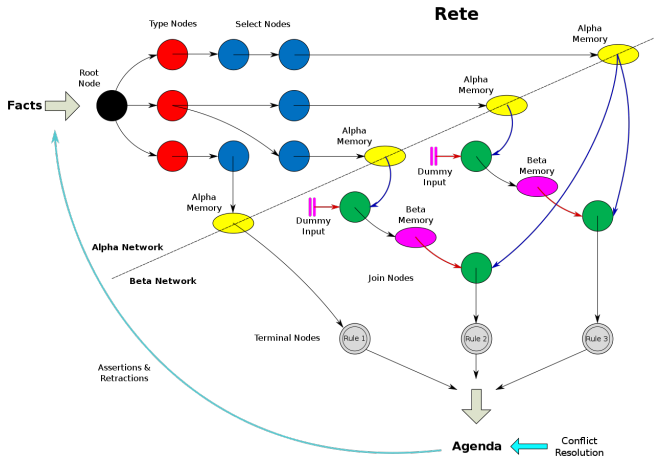 Rete
Type Nodes
Select Nodes
Alpha
Memory
Root
Node
Facts
Alpha
Memory
Alpha
Memory
Dummy
Input
Beta
Memory
Alpha
Memory
Dummy
Input
Beta
Memory
Alpha Network
Beta Network
Join Nodes
Terminal Nodes
Rule 1
Rule 2
Rule 3
Assertions &
Retractions
Agenda
Conflict
Resolution